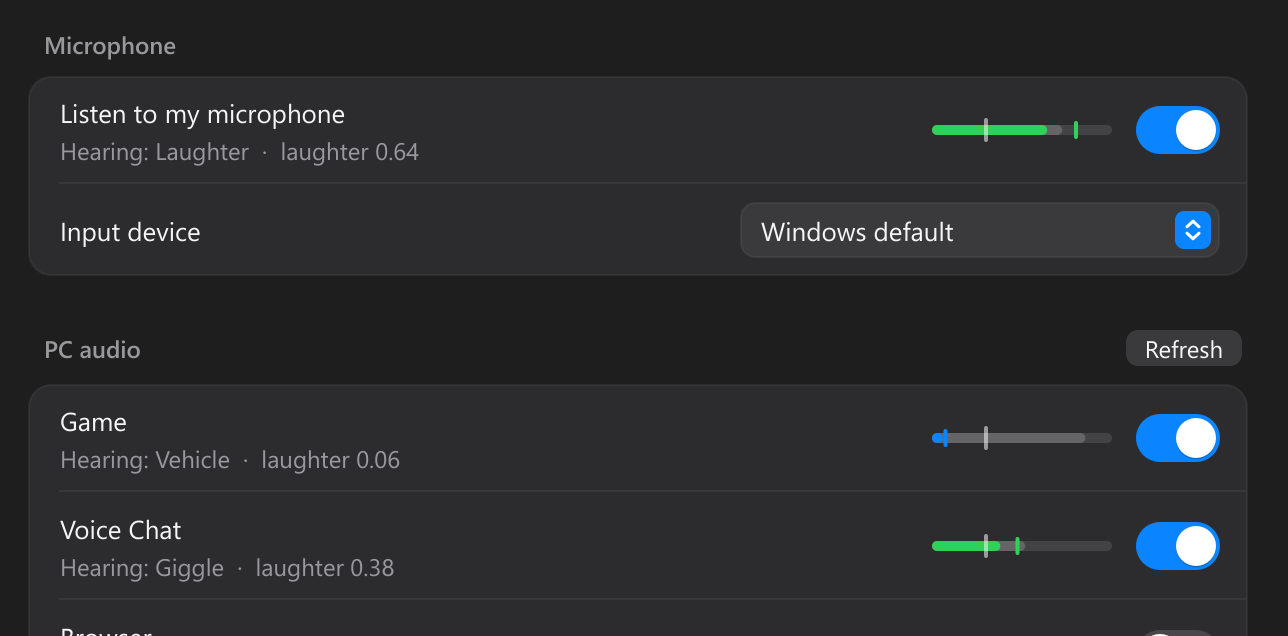 Microphone
Listen to my microphone
Hearing: Laughter · laughter 0.64
Input device
Windows default
PC audio
Refresh
Game
Hearing: Vehicle · laughter 0.06
Voice Chat
Hearing: Giggle · laughter 0.38
Browser